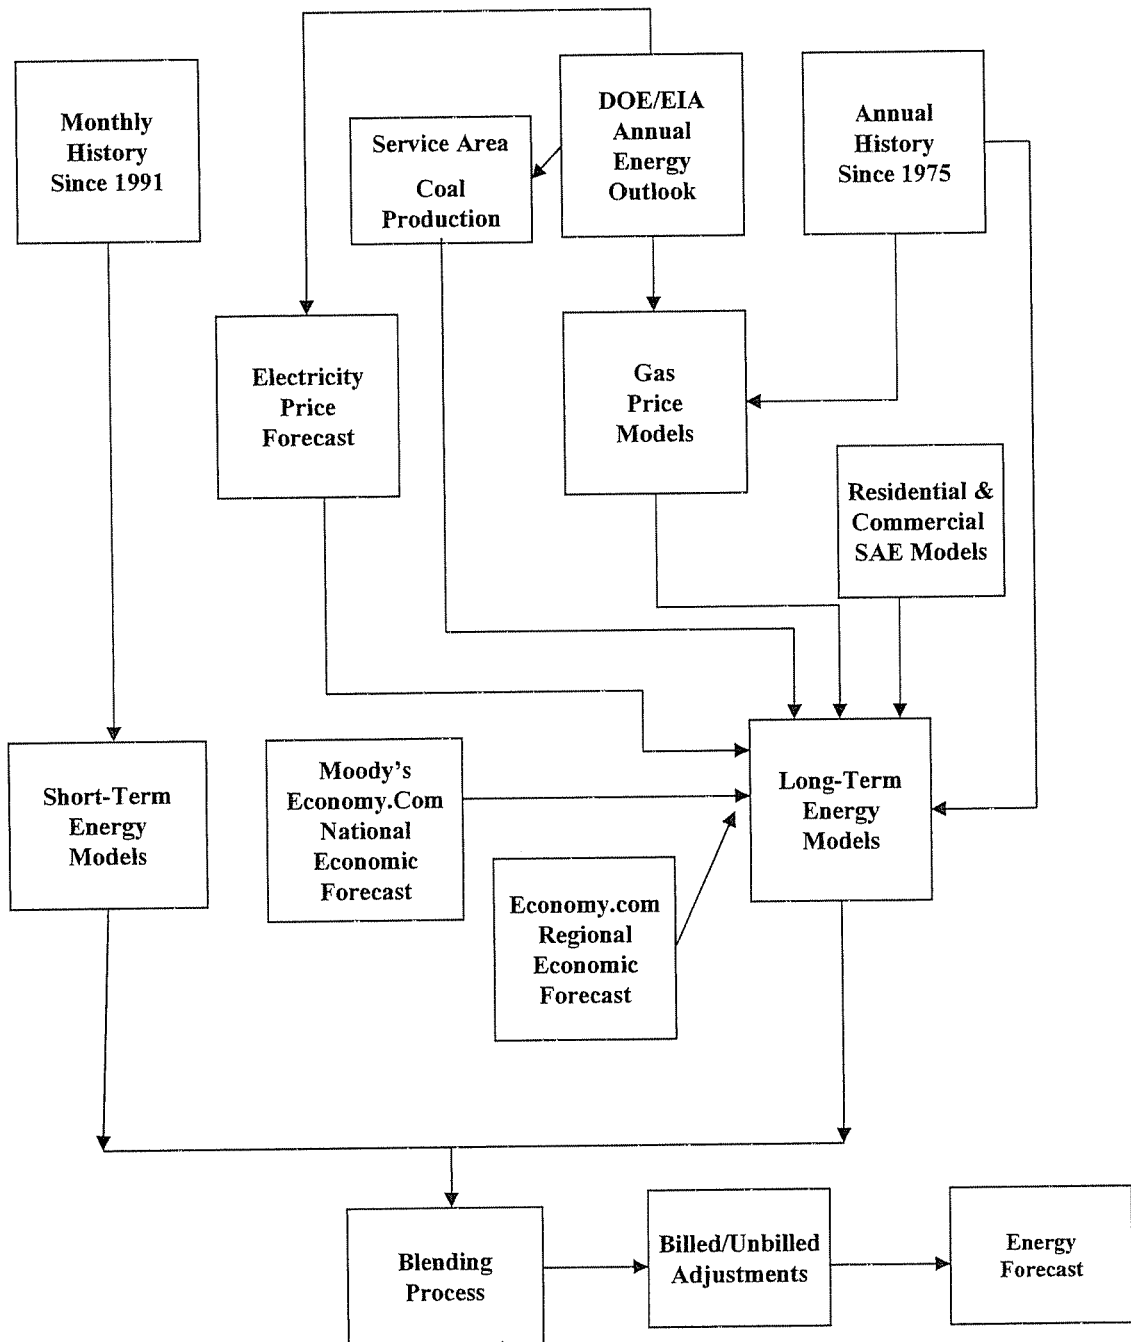 Monthly
History
Since 1991
Service Area
Coal
Production
DOE/EIA
Annual
Energy
Outlook
Annual
History
Since 1975
Electricity
Price
Forecast
Gas
Price
Models
Residential &
Commercial
SAE Models
Short-Term
Energy
Models
Moody's
Economy.Com
National
Economic
Forecast
Economy.com
Regional
Economic
Forecast
Long-Term
Energy
Models
Blending
Process
Billed/Unbilled
Adjustments
Energy
Forecast